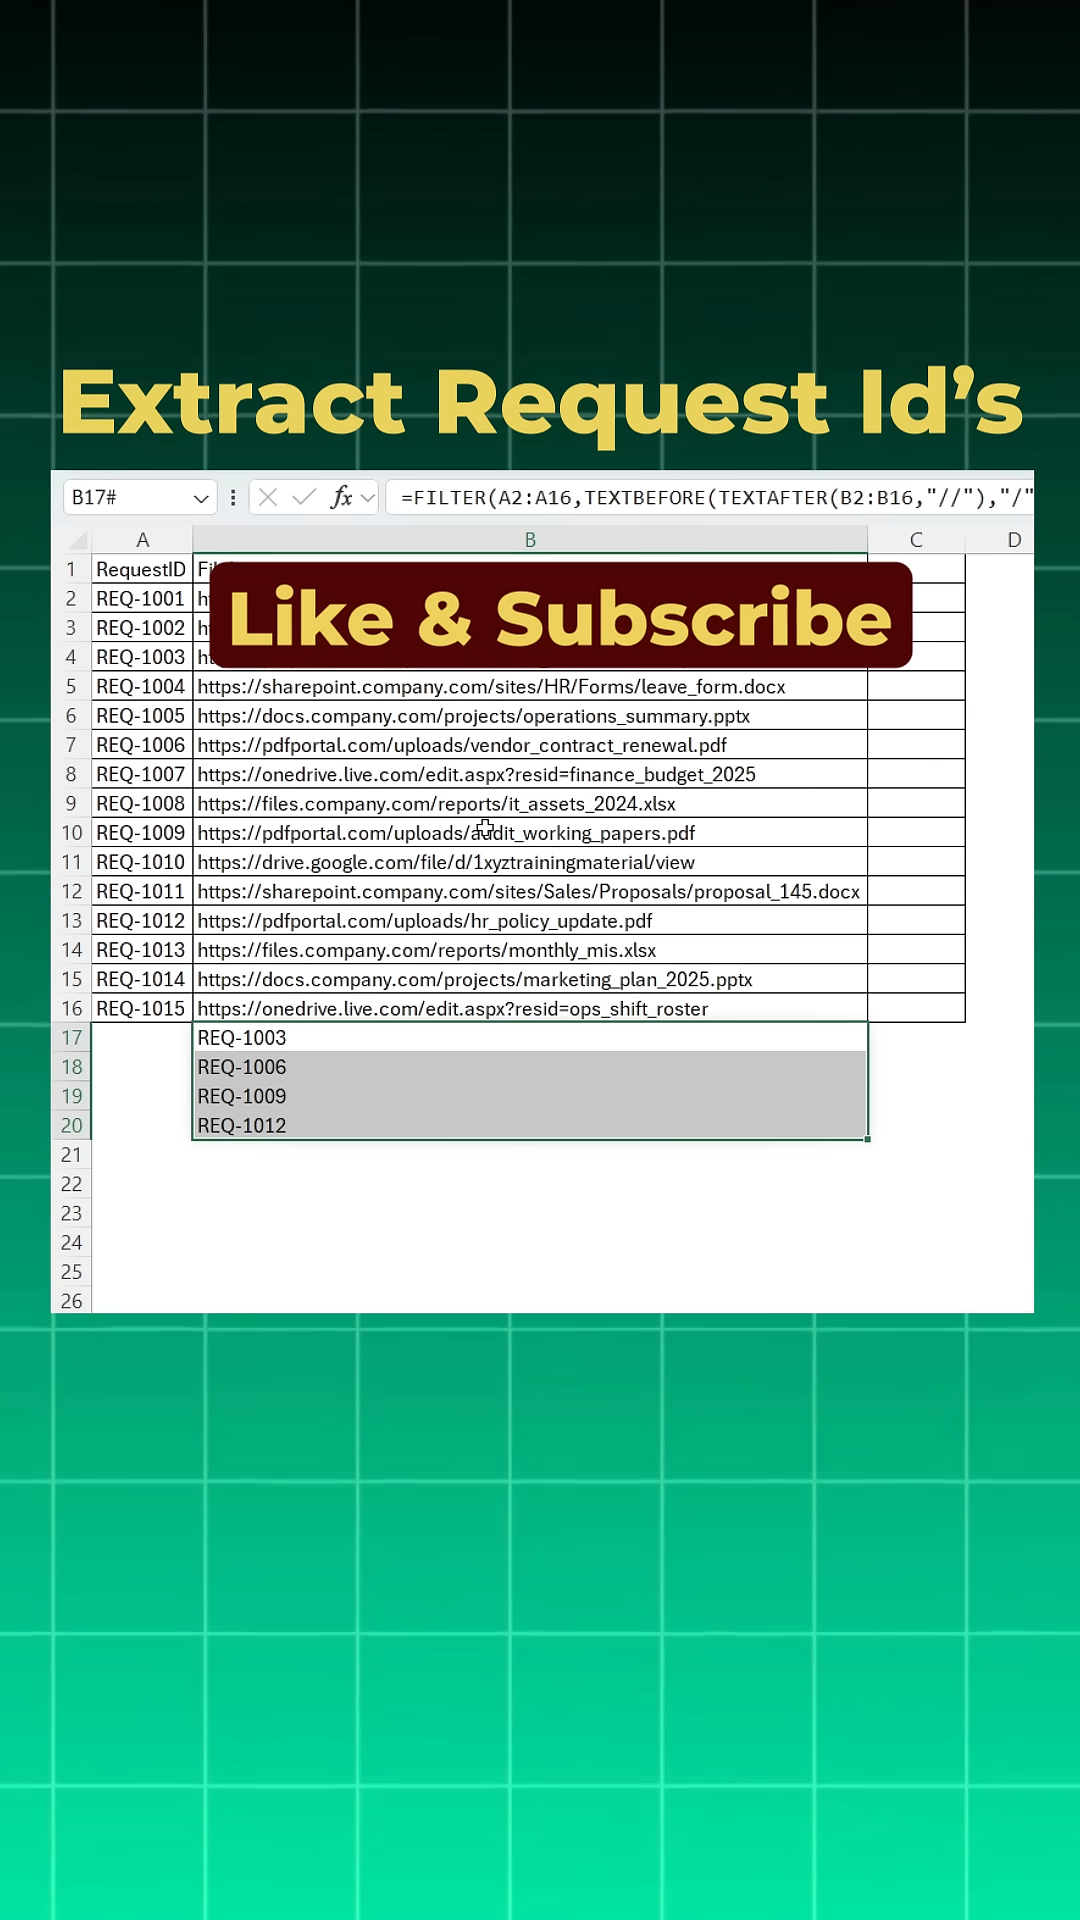 Extract Request Id’s
B17#
fx
=FILTER(A2:A16,TEXTBEFORE(TEXTAFTER(B2:B16,"//"),"/"
A B C D
1 RequestID
Like & Subscribe
2 REQ-1001
3 REQ-1002
4 REQ-1003
5 REQ-1004 https://sharepoint.company.com/sites/HR/Forms/leave_form.docx
6 REQ-1005 https://docs.company.com/projects/operations_summary.pptx
7 REQ-1006 https://pdfportal.com/uploads/vendor_contract_renewal.pdf
8 REQ-1007 https://onedrive.live.com/edit.aspx?resid=finance_budget_2025
9 REQ-1008 https://files.company.com/reports/it_assets_2024.xlsx
10 REQ-1009 https://pdfportal.com/uploads/audit_working_papers.pdf
11 REQ-1010 https://drive.google.com/file/d/1xyztrainingmaterial/view
12 REQ-1011 https://sharepoint.company.com/sites/Sales/Proposals/proposal_145.docx
13 REQ-1012 https://pdfportal.com/uploads/hr_policy_update.pdf
14 REQ-1013 https://files.company.com/reports/monthly_mis.xlsx
15 REQ-1014 https://docs.company.com/projects/marketing_plan_2025.pptx
16 REQ-1015 https://onedrive.live.com/edit.aspx?resid=ops_shift_roster
17 REQ-1003
18 REQ-1006
19 REQ-1009
20 REQ-1012
21
22
23
24
25
26